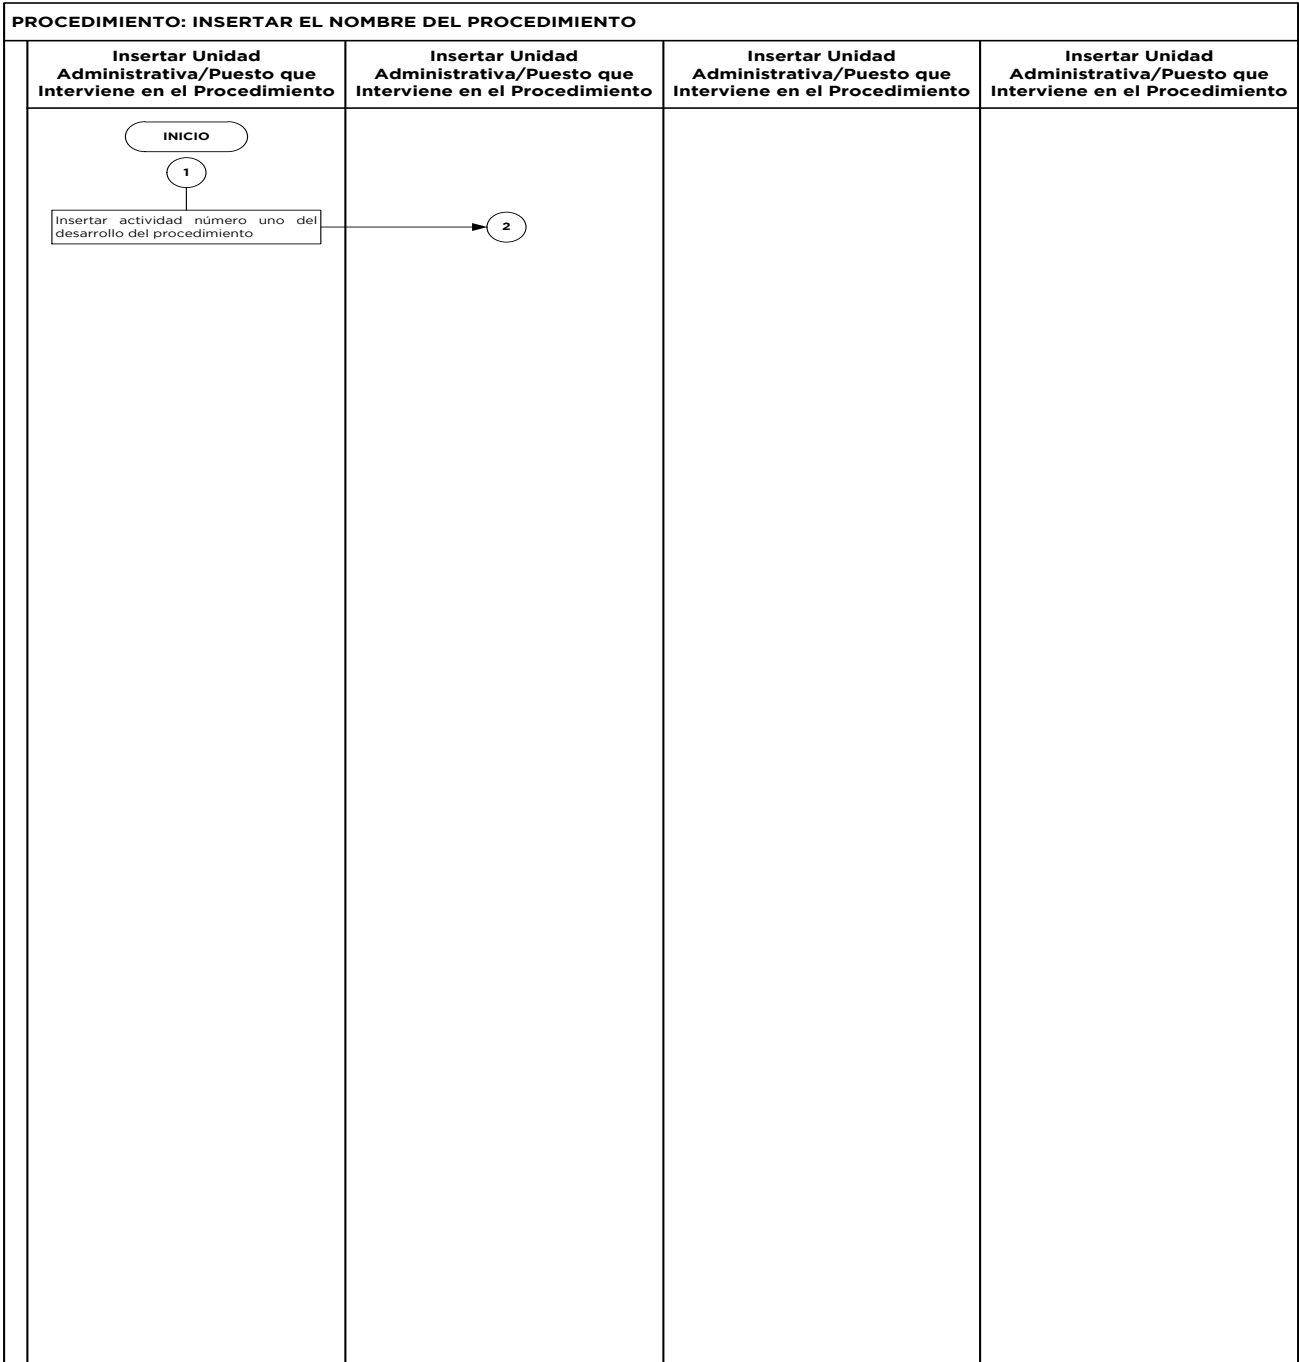 PROCEDIMIENTO: INSERTAR EL NOMBRE DEL PROCEDIMIENTO
Insertar Unidad
Administrativa/Puesto que
Interviene en el Procedimiento
Insertar Unidad
Administrativa/Puesto que
Interviene en el Procedimiento
Insertar Unidad
Administrativa/Puesto que
Interviene en el Procedimiento
Insertar Unidad
Administrativa/Puesto que
Interviene en el Procedimiento
INICIO
1
Insertar actividad número uno del
desarrollo del procedimiento
2